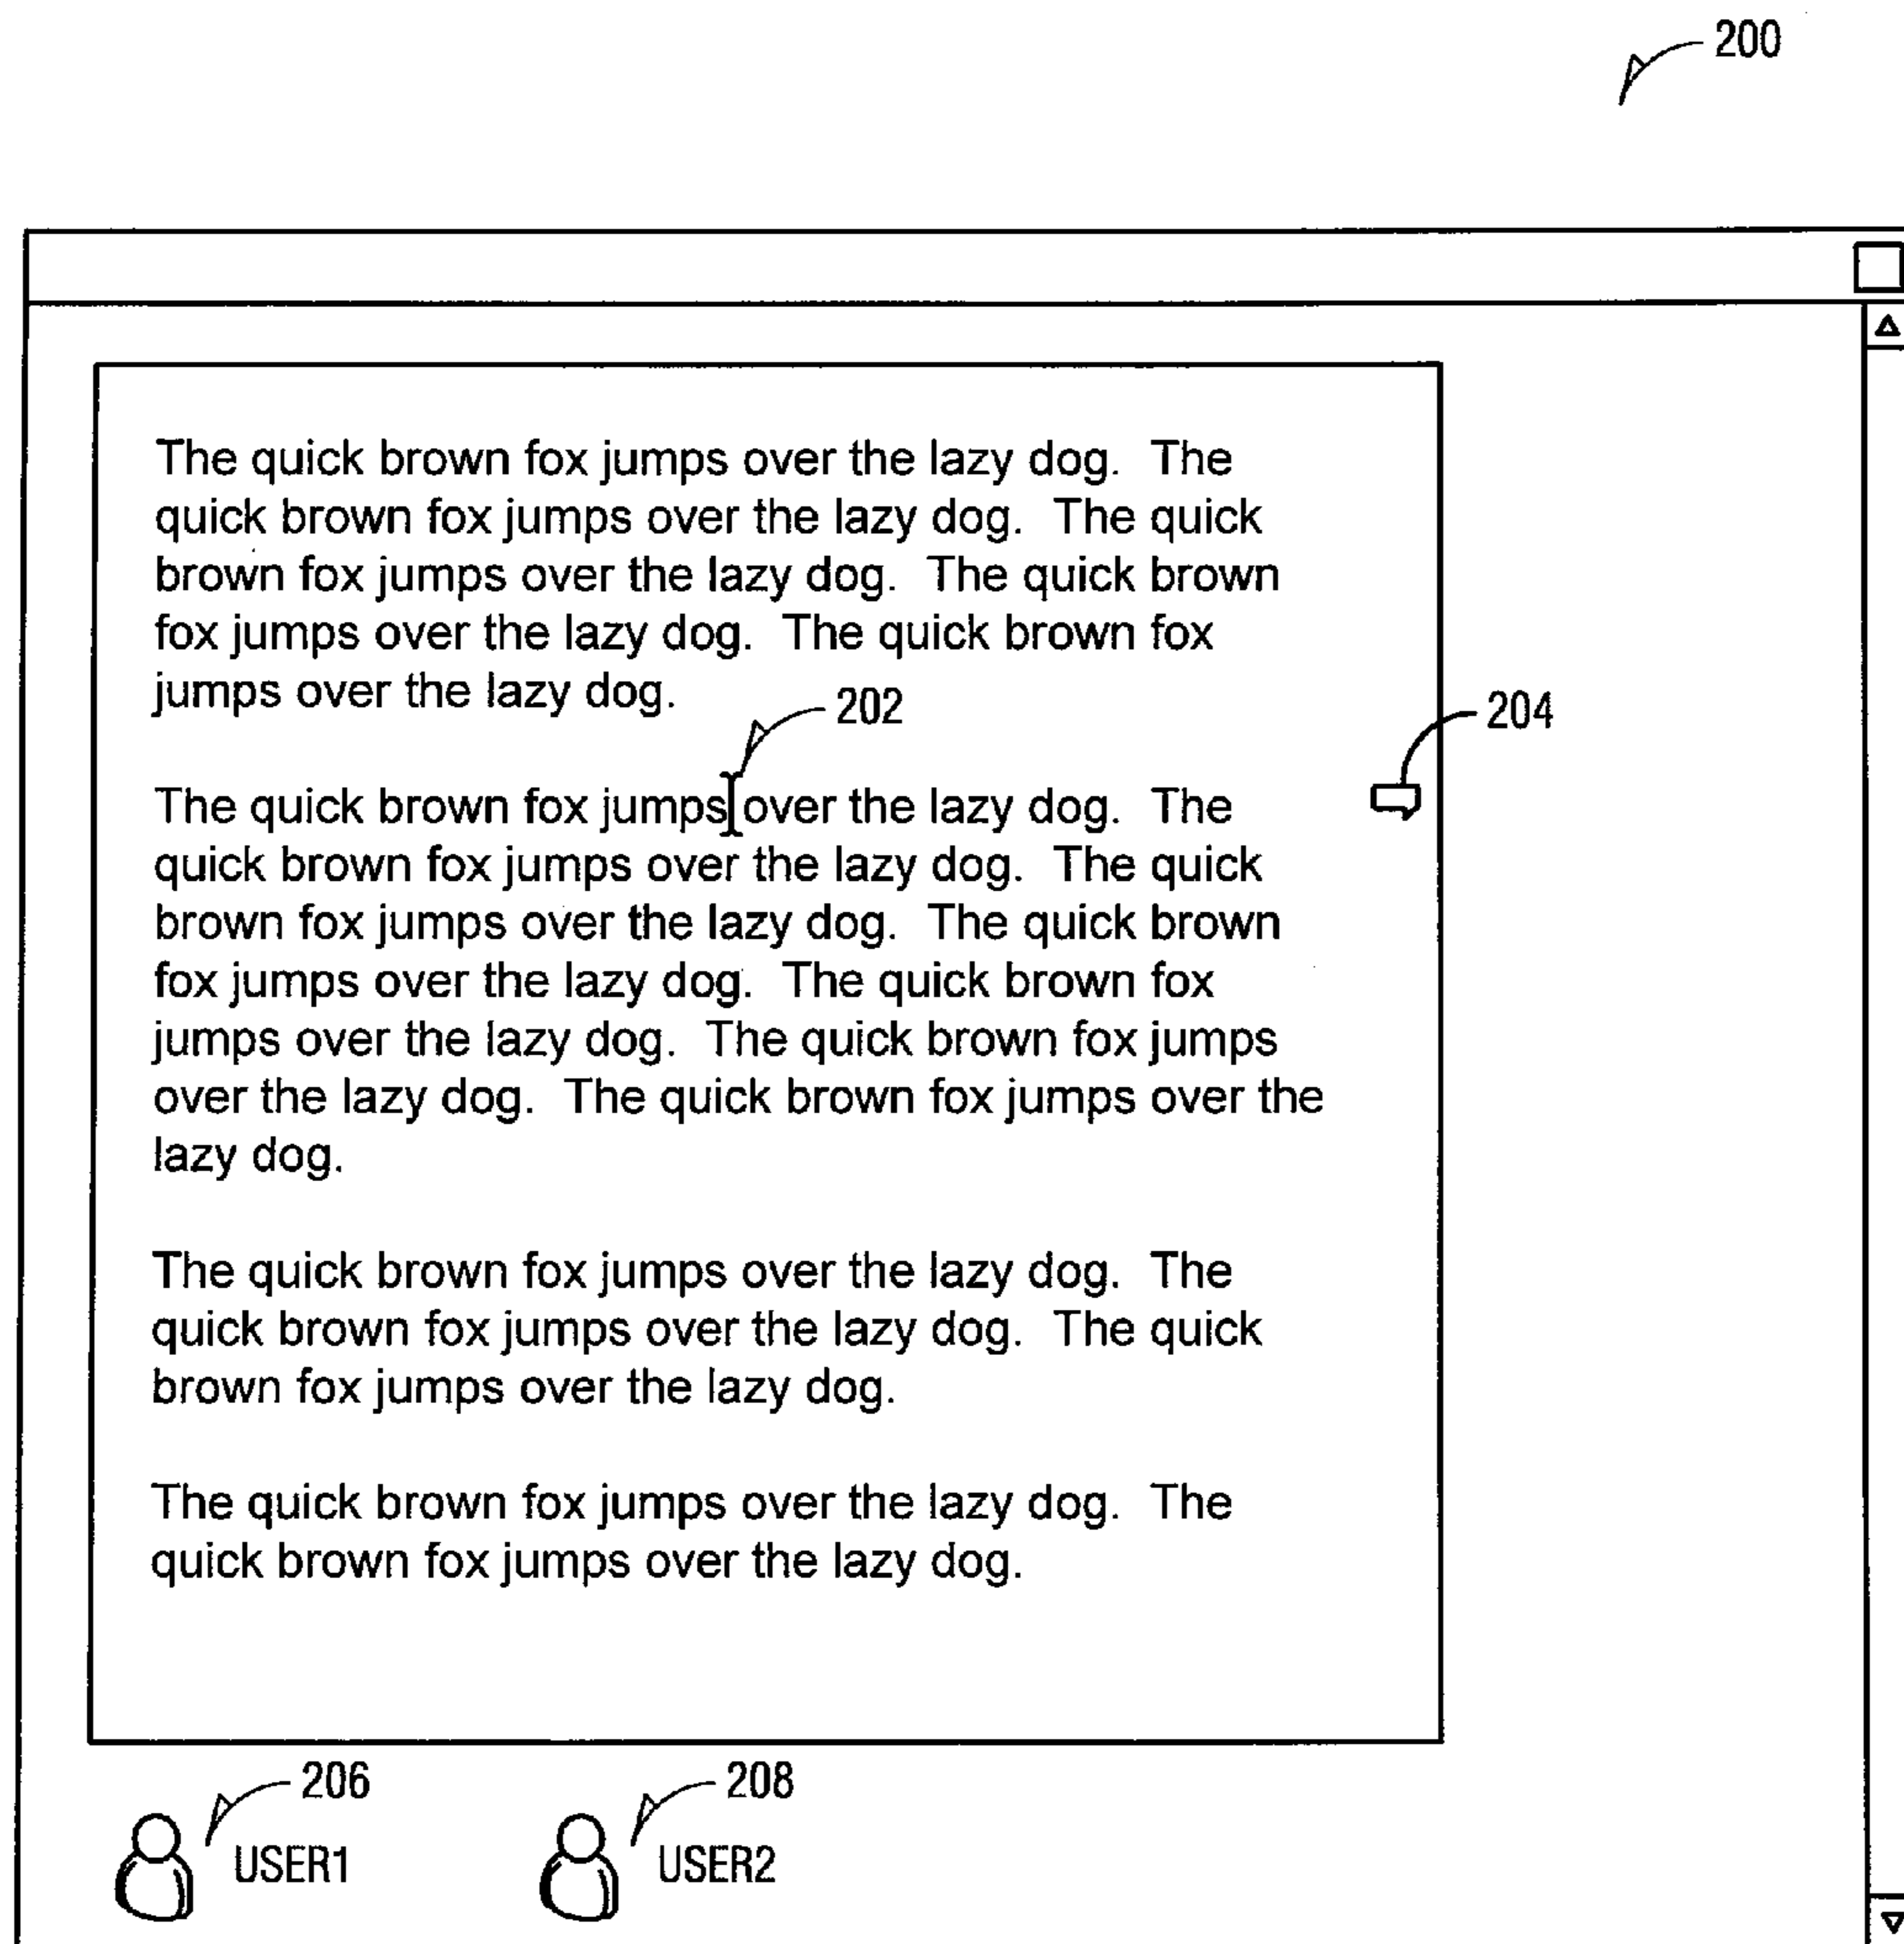 200
The quick brown fox jumps over the lazy dog.  The
quick brown fox jumps over the lazy dog.  The quick
brown fox jumps over the lazy dog.  The quick brown
fox jumps over the lazy dog.  The quick brown fox
jumps over the lazy dog.
202
204
The quick brown fox jumps over the lazy dog.  The
quick brown fox jumps over the lazy dog.  The quick
brown fox jumps over the lazy dog.  The quick brown
fox jumps over the lazy dog.  The quick brown fox
jumps over the lazy dog.  The quick brown fox jumps
over the lazy dog.  The quick brown fox jumps over the
lazy dog.
The quick brown fox jumps over the lazy dog.  The
quick brown fox jumps over the lazy dog.  The quick
brown fox jumps over the lazy dog.
The quick brown fox jumps over the lazy dog.  The
quick brown fox jumps over the lazy dog.
206
208
USER1
USER2